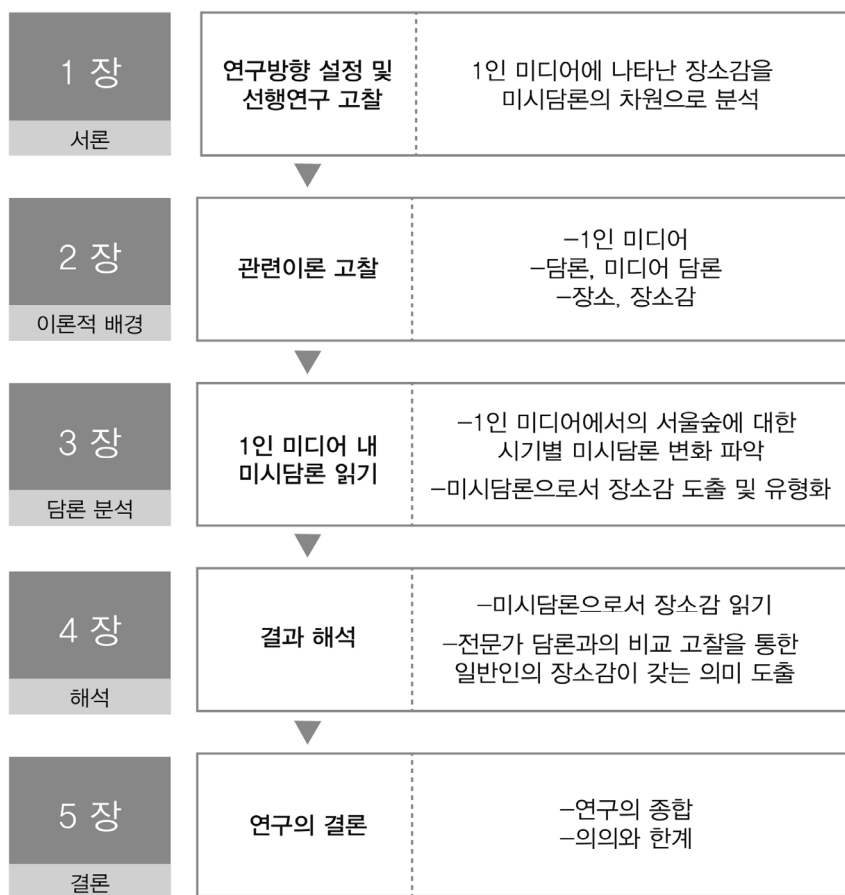 1 장
서론
연구방향 설정 및
선행연구 고찰
1인 미디어에 나타난 장소감을
미시담론의 차원으로 분석
2 장
이론적 배경
관련이론 고찰
–1인 미디어
–담론, 미디어 담론
–장소, 장소감
3 장
담론 분석
1인 미디어 내
미시담론 읽기
–1인 미디어에서의 서울숲에 대한
시기별 미시담론 변화 파악
–미시담론으로서 장소감 도출 및 유형화
4 장
해석
결과 해석
–미시담론으로서 장소감 읽기
–전문가 담론과의 비교 고찰을 통한
일반인의 장소감이 갖는 의미 도출
5 장
결론
연구의 결론
–연구의 종합
–의의와 한계